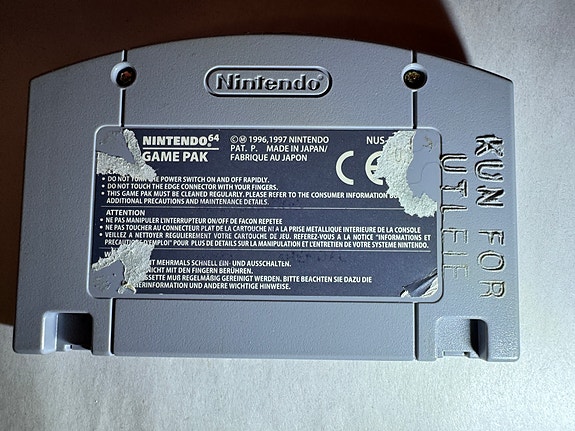 Nintendo
NINTENDO64
GAME PAK
©Ⓜ 1996,1997 NINTENDO
PAT. P. MADE IN JAPAN/
FABRIQUE AU JAPON
NUS-
CE
• DO NOT TURN THE POWER SWITCH ON AND OFF RAPIDLY.
• DO NOT TOUCH THE EDGE CONNECTOR WITH YOUR FINGERS.
• THIS GAME PAK MUST BE CLEANED REGULARLY. PLEASE REFER TO THE CONSUMER INFORMATION
ADDITIONAL PRECAUTIONS AND MAINTENANCE DETAILS.
ATTENTION
• NE PAS MANIPULER L'INTERRUPTEUR ON/OFF DE FACON REPETEE
• NE PAS TOUCHER AU CONNECTEUR PLAT DE LA CARTOUCHE NI A LA PRISE METALLIQUE INTERIEURE DE LA CONSOLE
• VEILLEZ A NETTOYER REGULIEREMENT VOTRE CARTOUCHE DE JEU. REFEREZ-VOUS A LA NOTICE "INFORMATIONS ET
PRECAUTIONS D'EMPLOI" POUR PLUS DE DETAILS SUR LA MANIPULATION ET L'ENTRETIEN DE VOTRE SYSTEME NINTENDO.
MEHRMALS SCHNELL EIN- UND AUSSCHALTEN.
NICHT MIT DEN FINGERN BERÜHREN.
MUß REGELMÄßIG GEREINIGT WERDEN. BITTE BEACHTEN SIE DAZU DIE
UND ANDERE WICHTIGE HINWEISE.
KUN FOR
UTLEIE